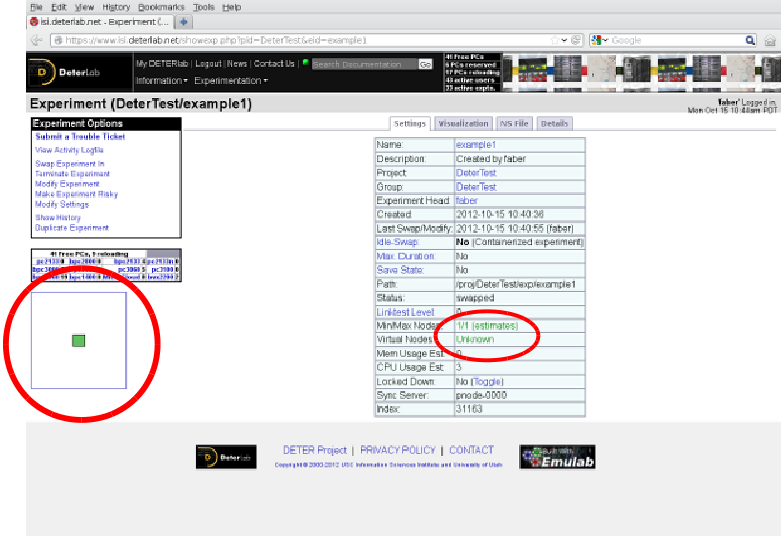 File Edit View History Bookmarks Tools Help
isi.deterlab.net - Experiment (...
https://www.isi.deterlab.net/showexp.php?pid=DeterTest&eid=example1
Google
DeterLab
My DETERlab | Logout | News | Contact Us |
Search Documentation
Go
Information Experimentation
41 Free PCs
6 PCs reserved
97 PCs reloading
43 active users
33 active expts.
Experiment (DeterTest/example1)
'faber' Logged in.
Mon Oct 15 10:44am PDT
Experiment Options
Submit a Trouble Ticket
View Activity Logfile
Swap Experiment In
Terminate Experiment
Modify Experiment
Make Experiment Risky
Modify Settings
Show History
Duplicate Experiment
Settings Visualization NS File Details
Name: example1
Description: Created by faber
Project: DeterTest
Group: DeterTest
Experiment Head: faber
Created: 2012-10-15 10:40:36
Last Swap/Modify: 2012-10-15 10:40:55 (faber)
Idle-Swap: No (Containerized experiment)
Max. Duration: No
Save State: No
Path: /proj/DeterTest/exp/example1
Status: swapped
Linktest Level: 0
Min/Max Nodes: 1/1 (estimates)
Virtual Nodes: Unknown
Mem Usage Est: 0
CPU Usage Est: 3
Locked Down: No (Toggle)
Sync Server: pnode-0000
Index: 31163
41 Free PCs, 9 reloading
DeterLab
DETER Project | PRIVACY POLICY | CONTACT
Copyright © 2000-2012 USC Information Sciences Institute and University of Utah
Built With
Emulab